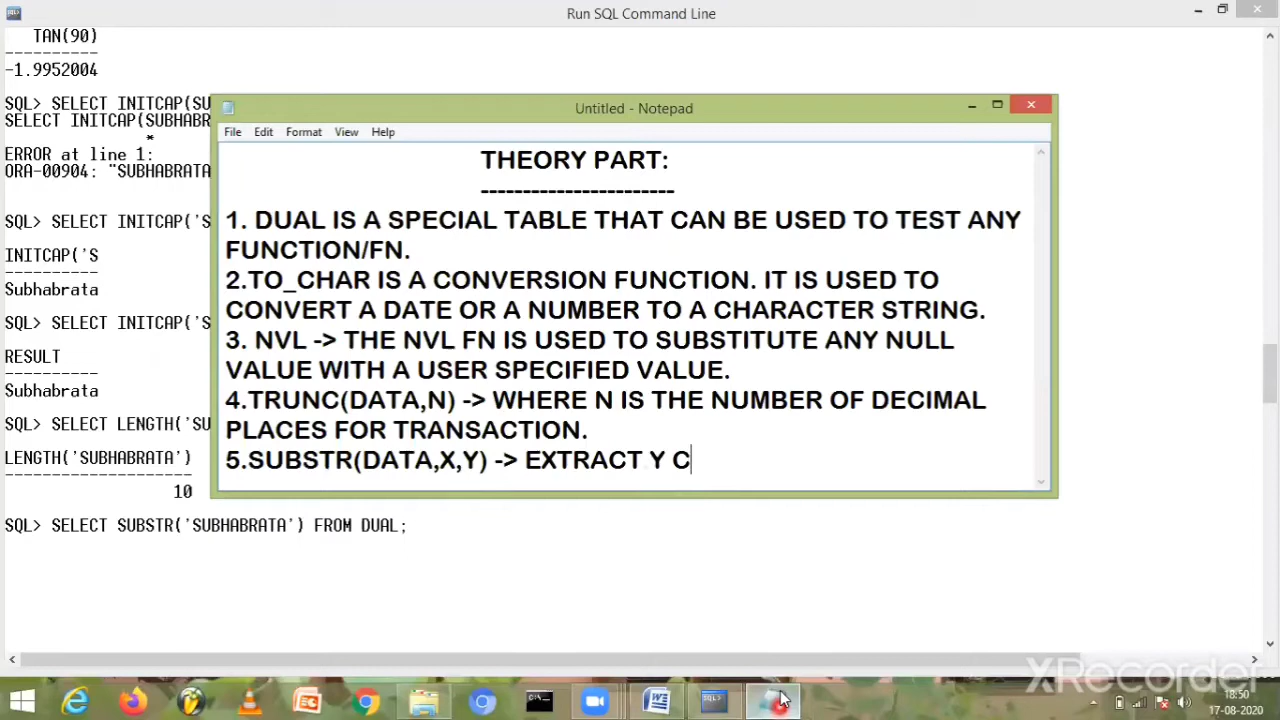 Run SQL Command Line
TAN(90)
----------
-1.9952004
SQL> SELECT INITCAP(SU
SELECT INITCAP(SUBHABR
*
ERROR at line 1:
ORA-00904: "SUBHABRATA
SQL> SELECT INITCAP('S
INITCAP('S
----------
Subhabrata
SQL> SELECT INITCAP('S
RESULT
----------
Subhabrata
SQL> SELECT LENGTH('SU
LENGTH('SUBHABRATA')
--------------------
10
SQL> SELECT SUBSTR('SUBHABRATA') FROM DUAL;
Untitled - Notepad
File Edit Format View Help
THEORY PART:
-----------------------
1. DUAL IS A SPECIAL TABLE THAT CAN BE USED TO TEST ANY
FUNCTION/FN.
2.TO_CHAR IS A CONVERSION FUNCTION. IT IS USED TO
CONVERT A DATE OR A NUMBER TO A CHARACTER STRING.
3. NVL -> THE NVL FN IS USED TO SUBSTITUTE ANY NULL
VALUE WITH A USER SPECIFIED VALUE.
4.TRUNC(DATA,N) -> WHERE N IS THE NUMBER OF DECIMAL
PLACES FOR TRANSACTION.
5.SUBSTR(DATA,X,Y) -> EXTRACT Y C
XRecorder
18:50
17-08-2020